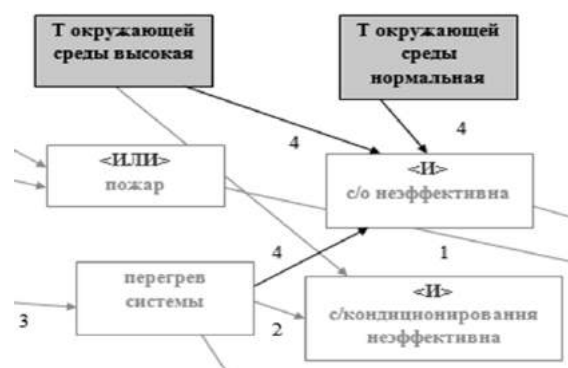 Т окружающей
среды высокая
Т окружающей
среды
нормальная
4
4
<ИЛИ>
пожар
<И>
с/о неэффективна
4
1
перегрев
системы
3
2
<И>
с/кондиционирования
неэффективна